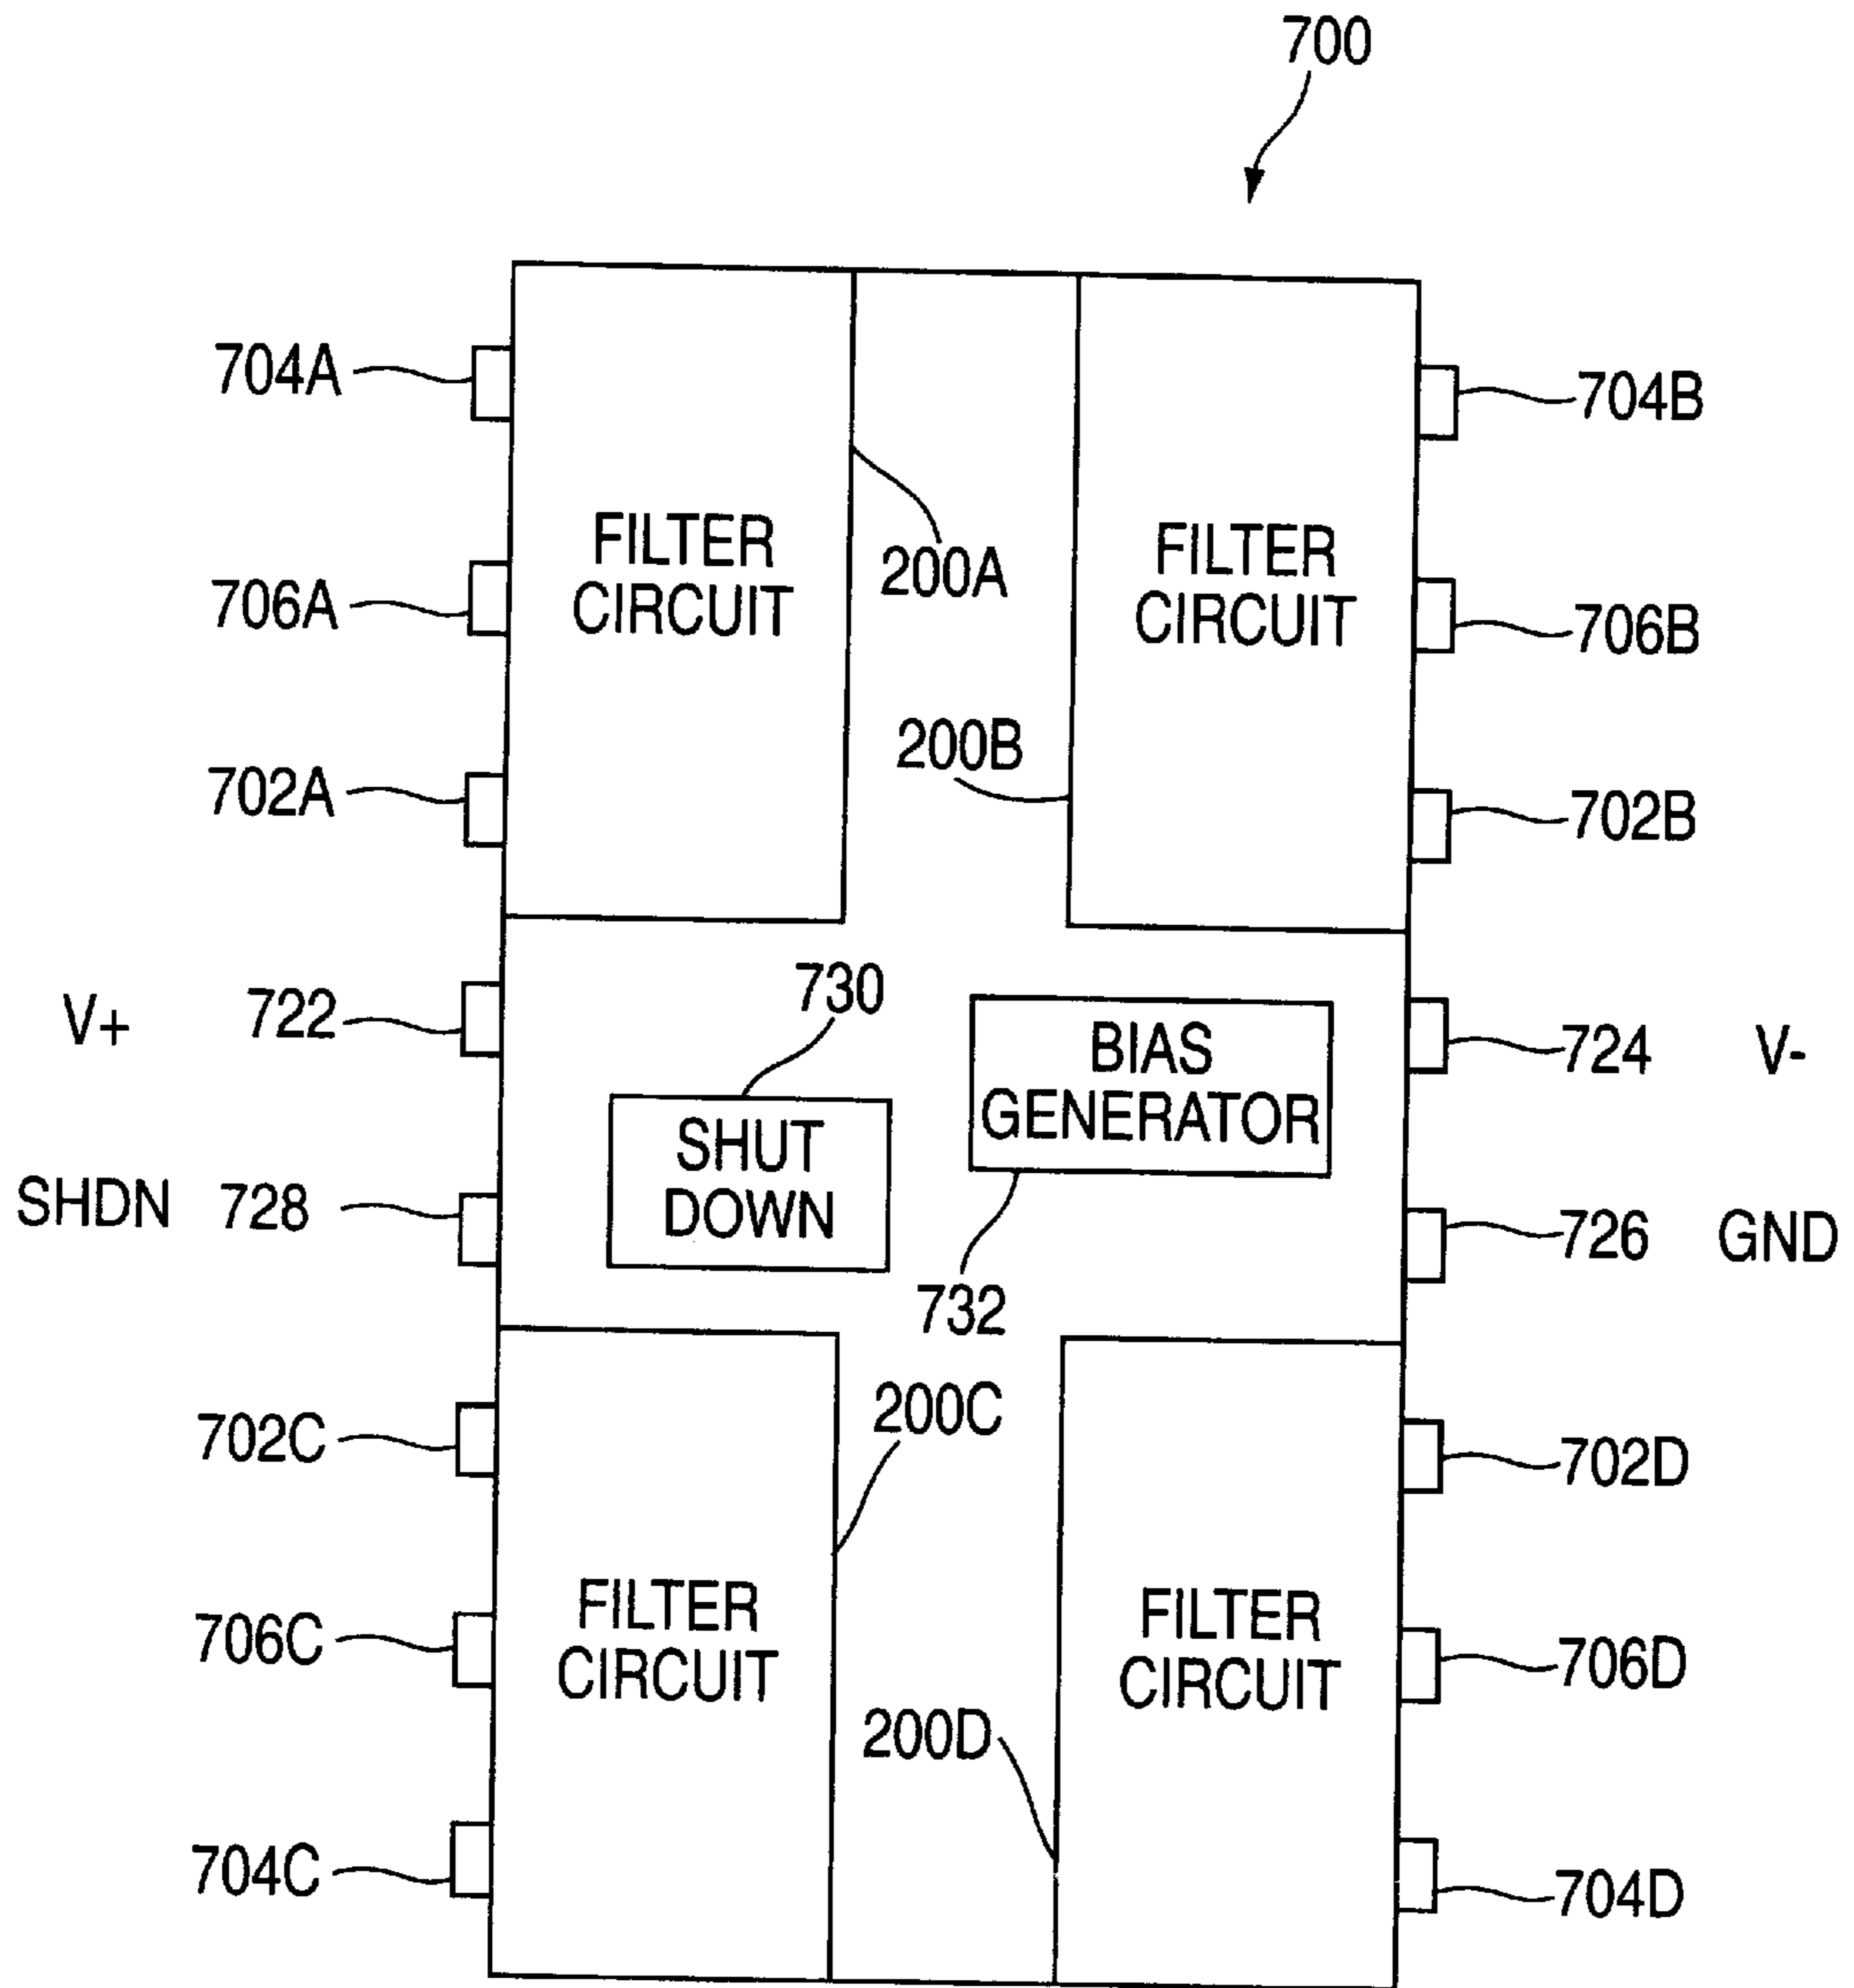 700
704A
704B
FILTER
CIRCUIT
200A
FILTER
CIRCUIT
706A
706B
200B
702A
702B
V+ 722
730
BIAS
GENERATOR
724 V-
SHUT
DOWN
SHDN 728
726 GND
732
702C
200C
702D
FILTER
CIRCUIT
FILTER
CIRCUIT
706C
706D
200D
704C
704D